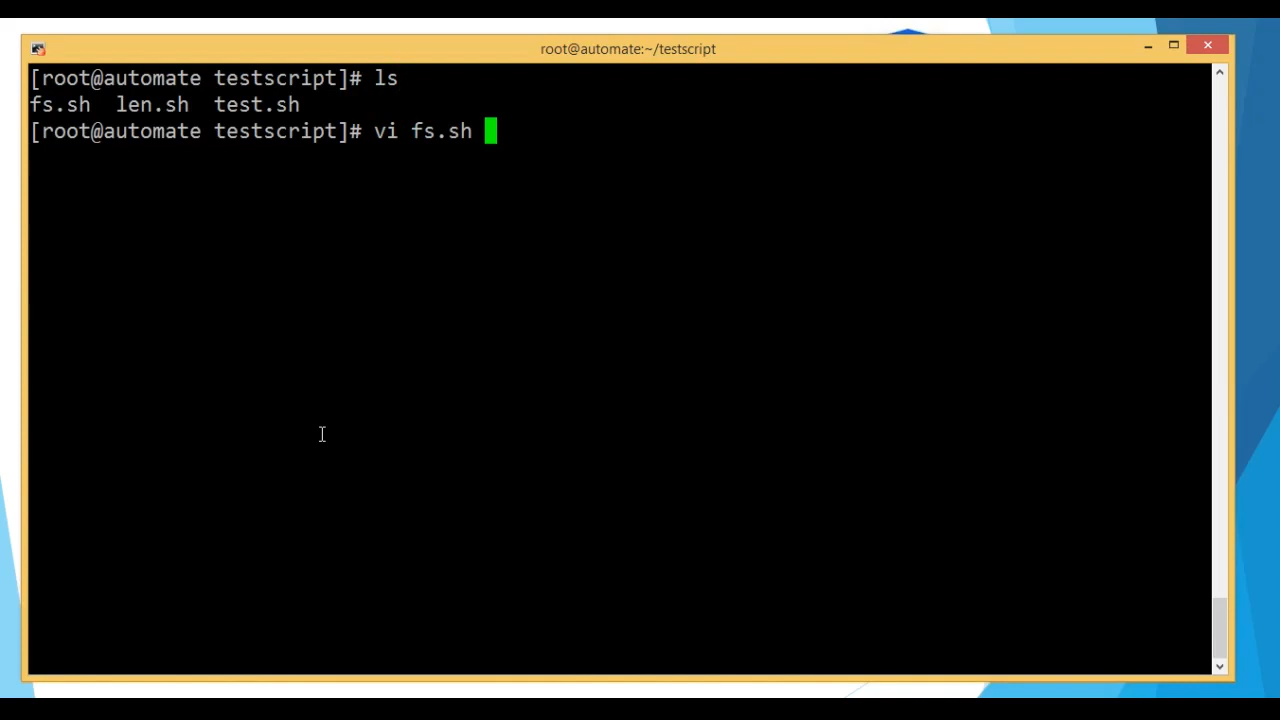 root@automate:~/testscript
[root@automate testscript]# ls
fs.sh  len.sh  test.sh
[root@automate testscript]# vi fs.sh